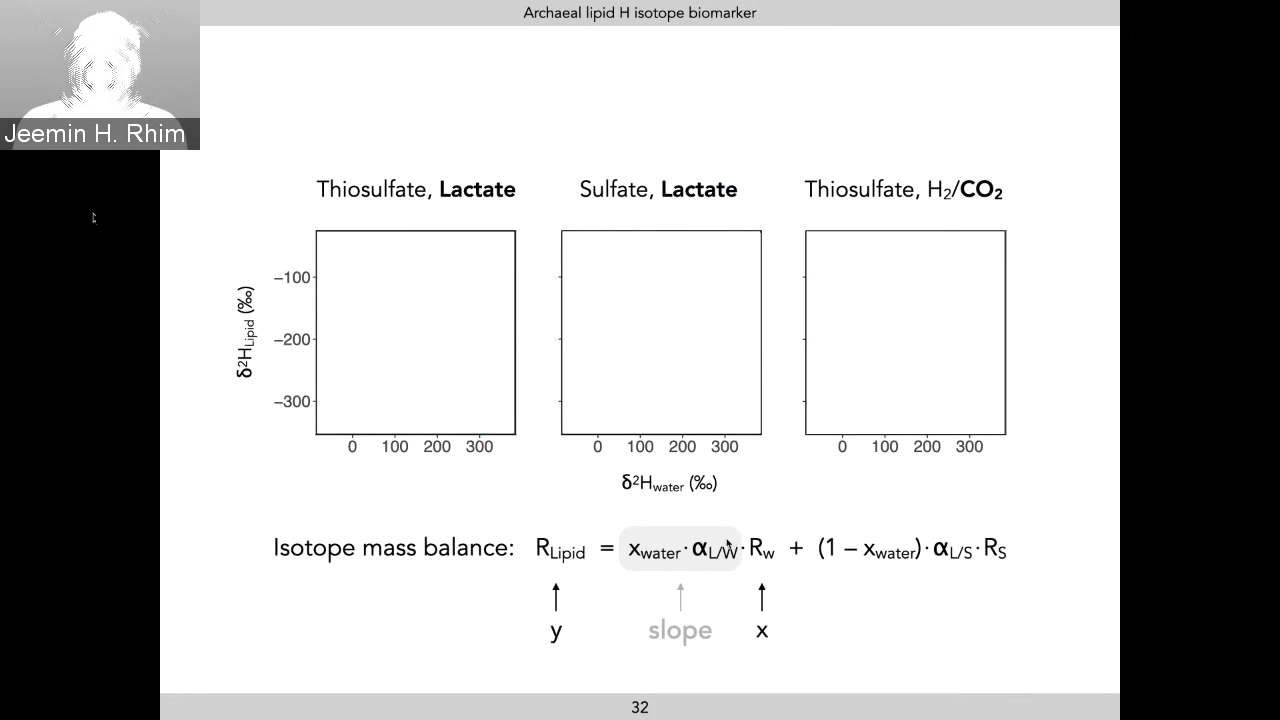 Archaeal lipid H isotope biomarker
Jeemin H. Rhim
Thiosulfate, Lactate
Sulfate, Lactate
Thiosulfate, H₂/CO₂
δ²H_Lipid (‰)
−100
−200
−300
0 100 200 300
0 100 200 300
0 100 200 300
δ²H_water (‰)
Isotope mass balance: R_Lipid = x_water · α_L/W · R_w + (1 − x_water) · α_L/S · R_S
y
slope
x
32